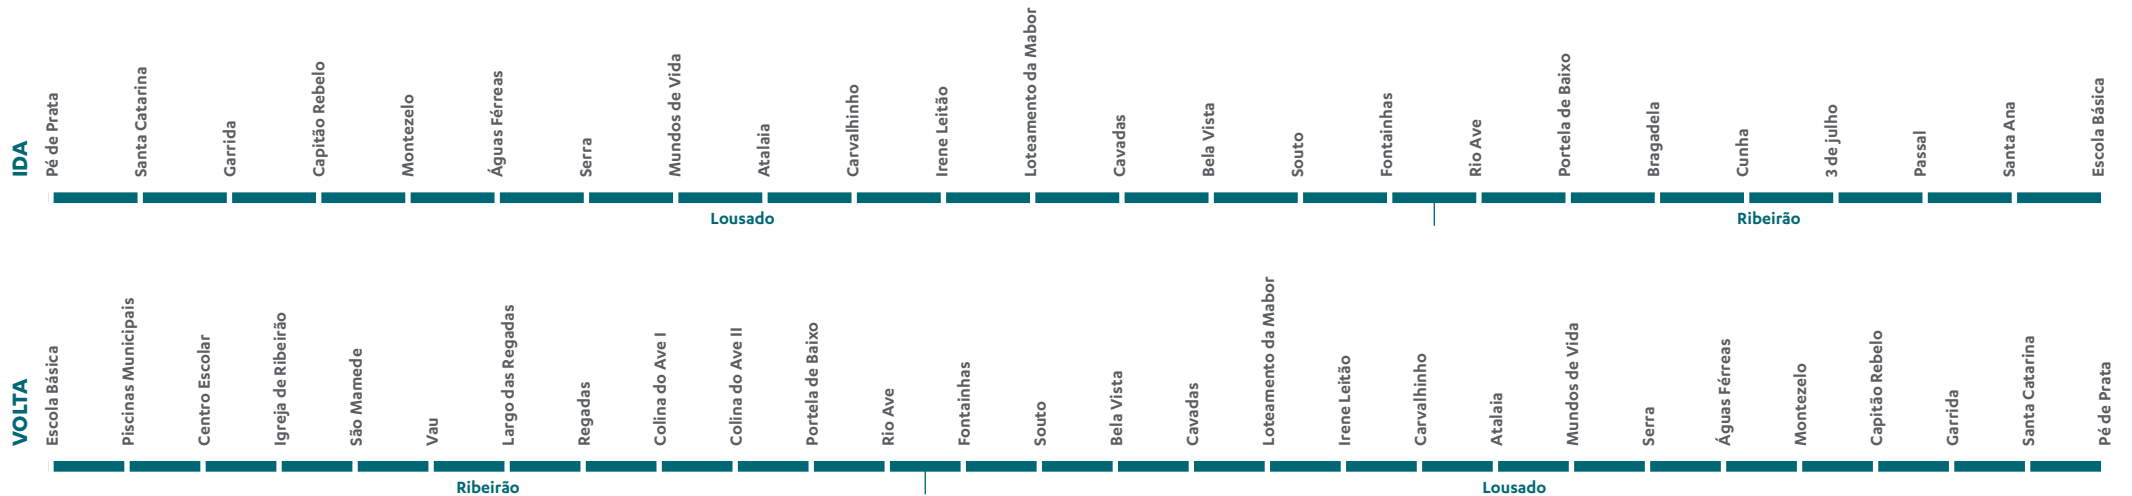 IDA
Pé de Prata
Santa Catarina
Garrida
Capitão Rebelo
Montezelo
Águas Férreas
Serra
Mundos de Vida
Atalaia
Carvalhinho
Irene Leitão
Loteamento da Mabor
Cavadas
Bela Vista
Souto
Fontainhas
Rio Ave
Portela de Baixo
Bragadela
Cunha
3 de julho
Passal
Santa Ana
Escola Básica
Lousado
Ribeirão
VOLTA
Escola Básica
Piscinas Municipais
Centro Escolar
Igreja de Ribeirão
São Mamede
Vau
Largo das Regadas
Regadas
Colina do Ave I
Colina do Ave II
Portela de Baixo
Rio Ave
Fontainhas
Souto
Bela Vista
Cavadas
Loteamento da Mabor
Irene Leitão
Carvalhinho
Atalaia
Mundos de Vida
Serra
Águas Férreas
Montezelo
Capitão Rebelo
Garrida
Santa Catarina
Pé de Prata
Ribeirão
Lousado